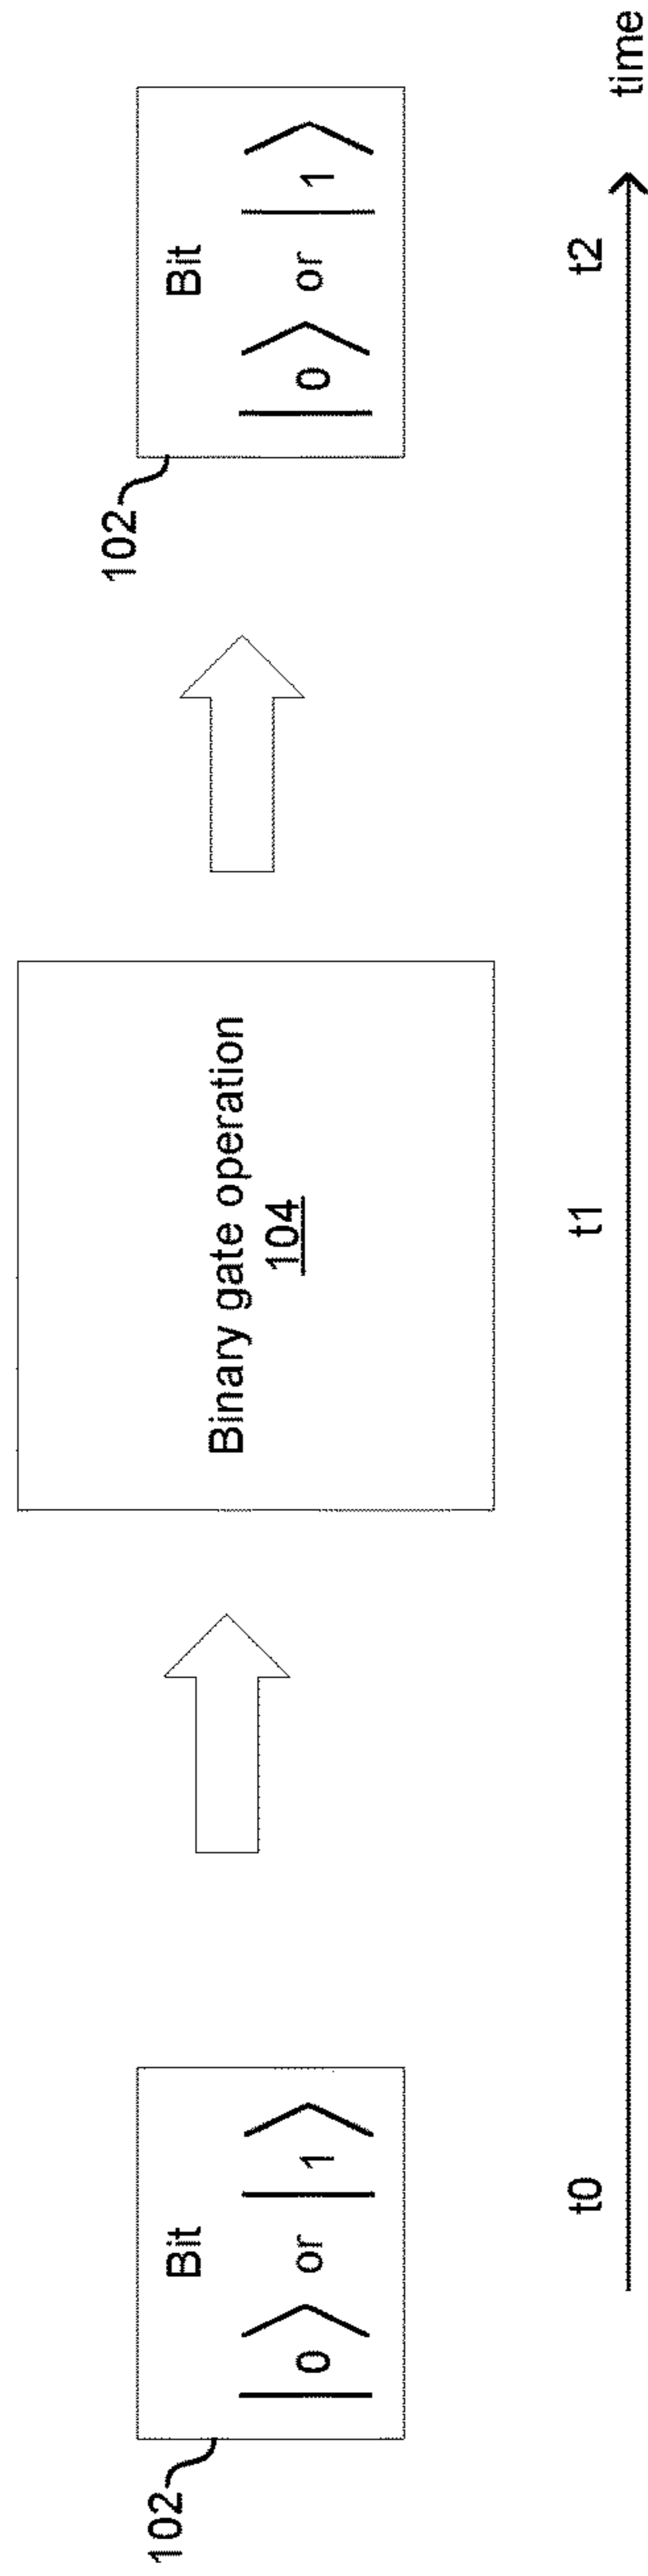 102
Bit
|0> or |1>
Binary gate operation
104
102
Bit
|0> or |1>
t0
t1
t2
time